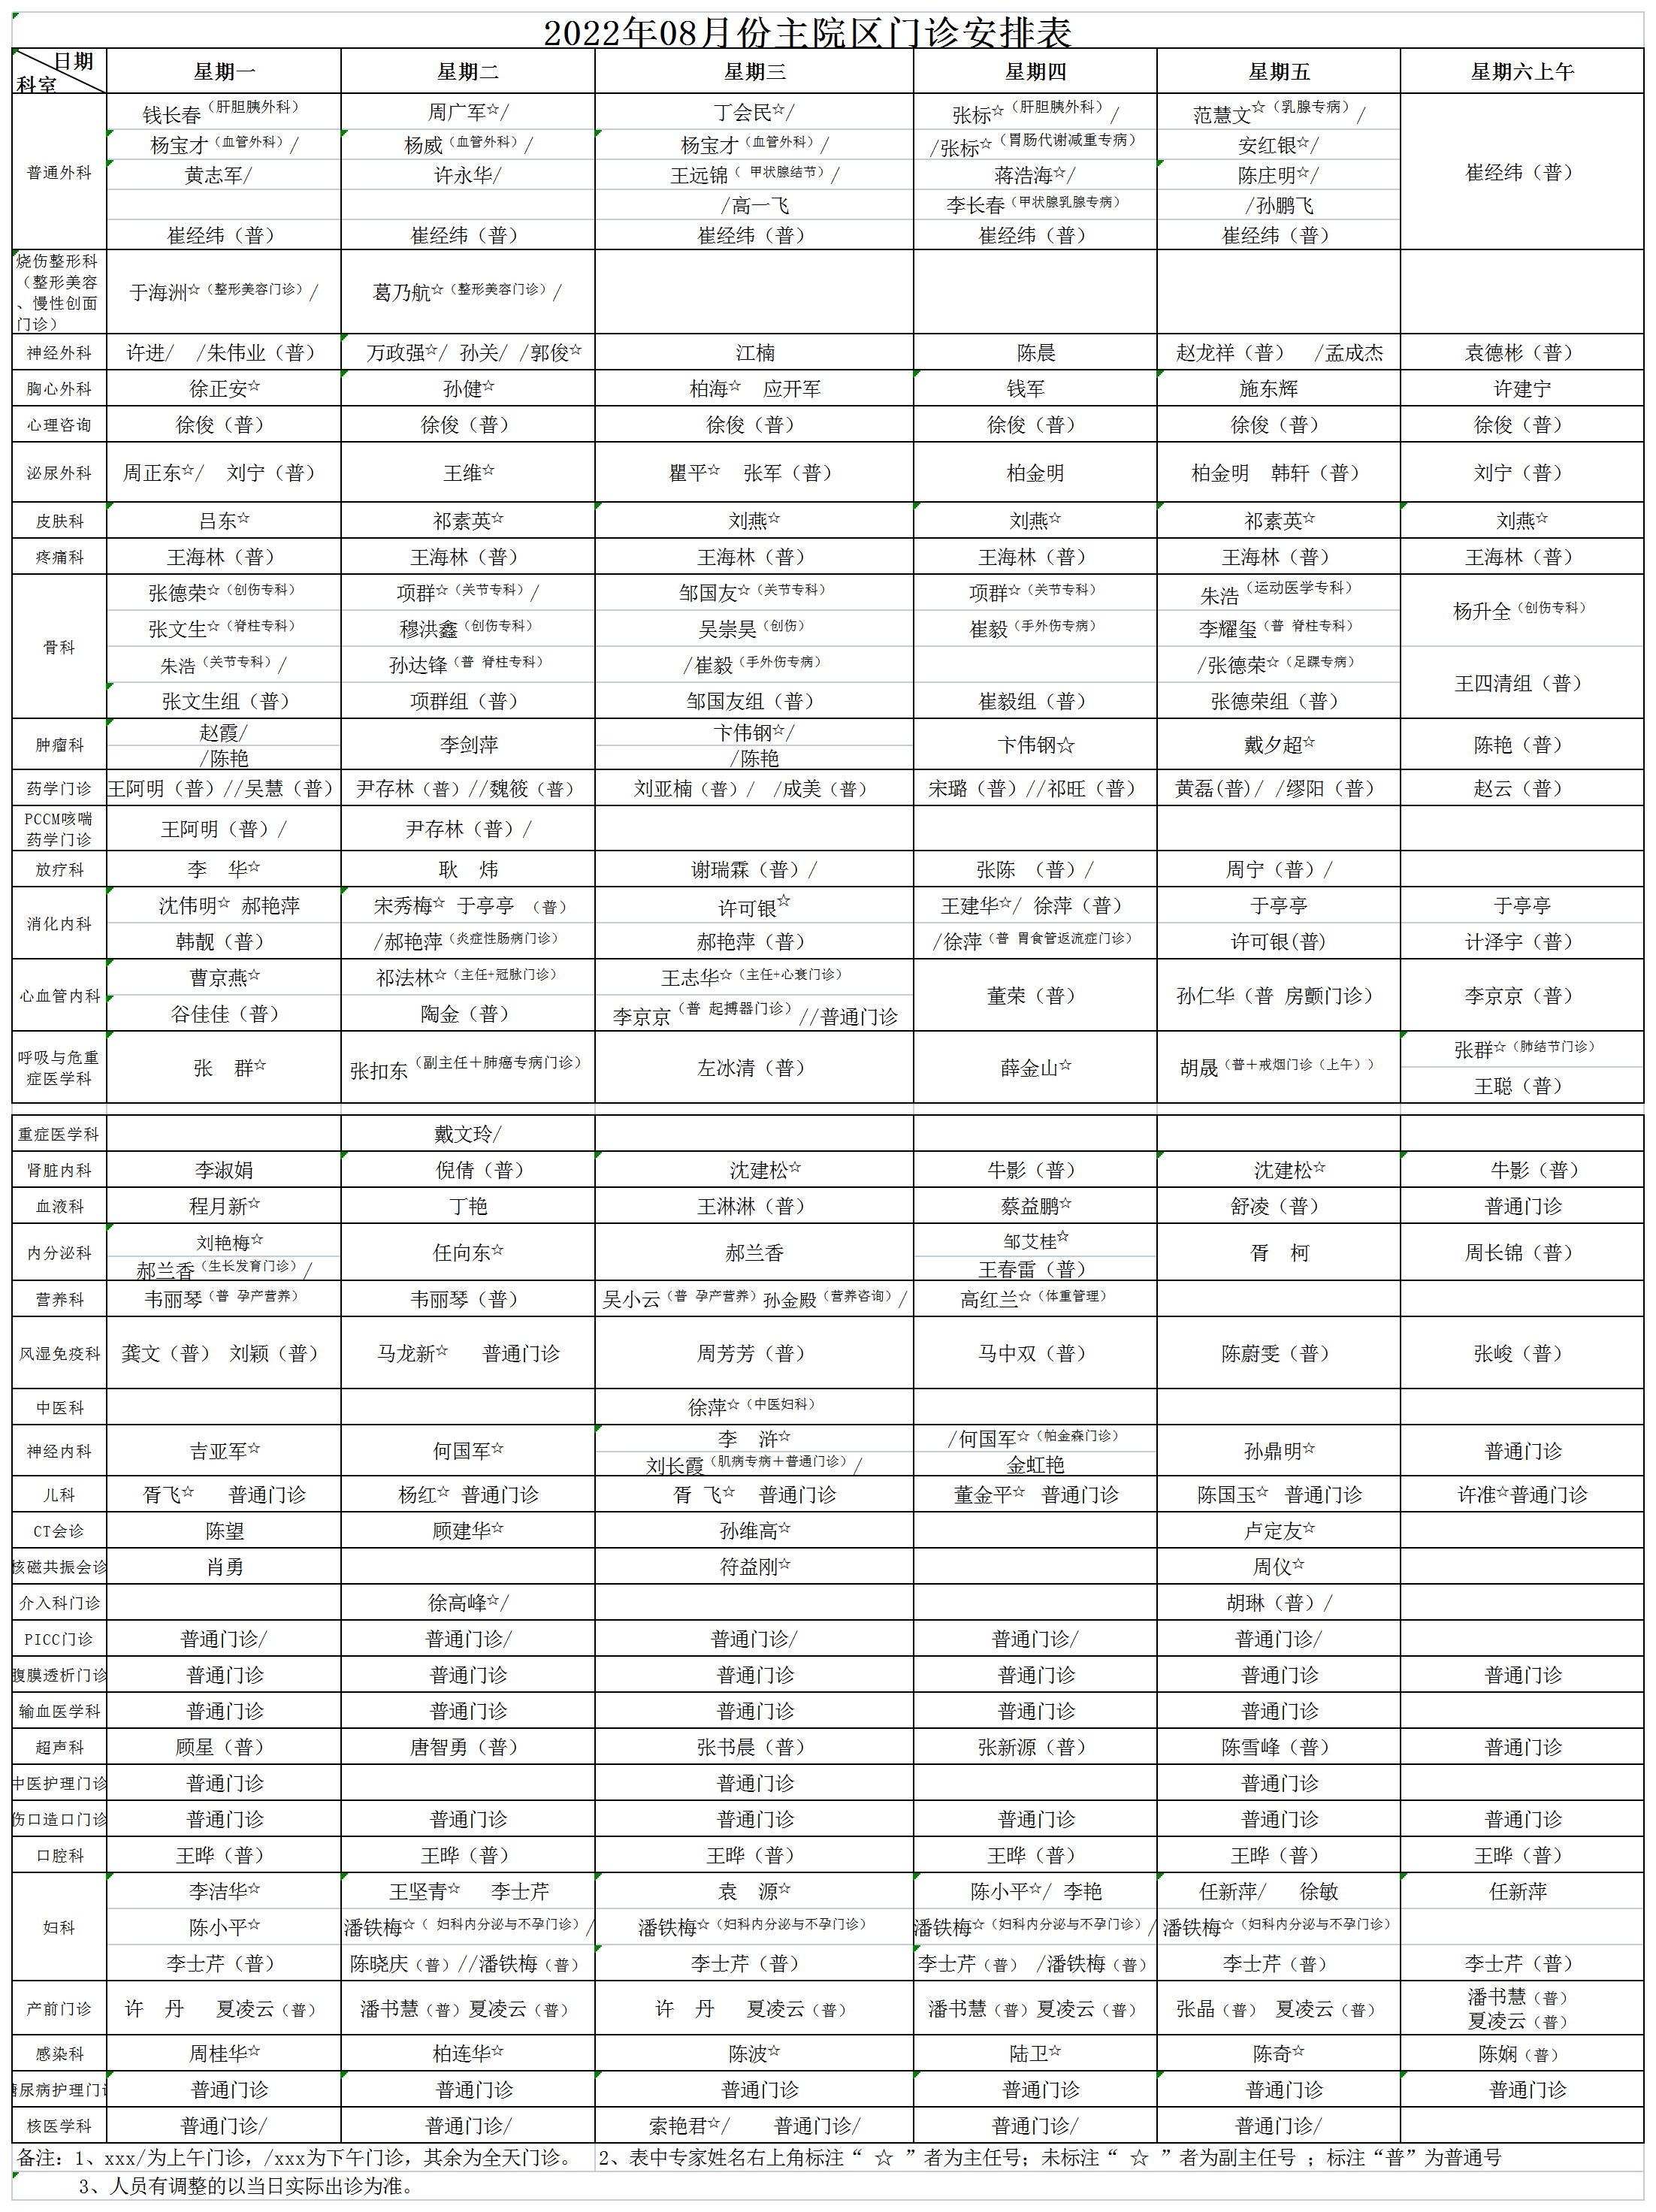 2022年08月份主院区门诊安排表
日期 科室 星期一 星期二 星期三 星期四 星期五 星期六上午
普通外科
钱长春（肝胆胰外科） 周广军☆/ 丁会民☆/ 张标☆（肝胆胰外科）/ 范慧文☆（乳腺专病）/
杨宝才（血管外科）/ 杨威（血管外科）/ 杨宝才（血管外科）/ /张标☆（胃肠代谢减重专病） 安红银☆/
黄志军/ 许永华/ 王远锦（ 甲状腺结节）/ 蒋浩海☆/ 陈庄明☆/ 崔经纬（普）
/高一飞 李长春（甲状腺乳腺专病） /孙鹏飞
崔经纬（普） 崔经纬（普） 崔经纬（普） 崔经纬（普） 崔经纬（普）
烧伤整形科
（整形美容
、慢性创面
门诊）
于海洲☆（整形美容门诊）/ 葛乃航☆（整形美容门诊）/
神经外科 许进/ /朱伟业（普） 万政强☆/ 孙关/ /郭俊☆ 江楠 陈晨 赵龙祥（普） /孟成杰 袁德彬（普）
胸心外科 徐正安☆ 孙健☆ 柏海☆ 应开军 钱军 施东辉 许建宁
心理咨询 徐俊（普） 徐俊（普） 徐俊（普） 徐俊（普） 徐俊（普） 徐俊（普）
泌尿外科 周正东☆/ 刘宁（普） 王维☆ 瞿平☆ 张军（普） 柏金明 柏金明 韩轩（普） 刘宁（普）
皮肤科 吕东☆ 祁素英☆ 刘燕☆ 刘燕☆ 祁素英☆ 刘燕☆
疼痛科 王海林（普） 王海林（普） 王海林（普） 王海林（普） 王海林（普） 王海林（普）
骨科
张德荣☆（创伤专科） 项群☆（关节专科）/ 邹国友☆（关节专科） 项群☆（关节专科） 朱浩（运动医学专科） 杨升全（创伤专科）
张文生☆（脊柱专科） 穆洪鑫（创伤专科） 吴崇昊（创伤） 崔毅（手外伤专病） 李耀玺（普 脊柱专科）
朱浩（关节专科）/ 孙达锋（普 脊柱专科） /崔毅（手外伤专病） /张德荣☆（足踝专病） 王四清组（普）
张文生组（普） 项群组（普） 邹国友组（普） 崔毅组（普） 张德荣组（普）
肿瘤科 赵霞/ 李剑萍 卞伟钢☆/ 卞伟钢☆ 戴夕超☆ 陈艳（普）
/陈艳 /陈艳
药学门诊 王阿明（普）//吴慧（普） 尹存林（普）//魏筱（普） 刘亚楠（普）/ /成美（普） 宋璐（普）//祁旺（普） 黄磊(普)/ /缪阳（普） 赵云（普）
PCCM咳喘
药学门诊 王阿明（普）/ 尹存林（普）/
放疗科 李 华☆ 耿 炜 谢瑞霖（普）/ 张陈 （普）/ 周宁（普）/
消化内科
沈伟明☆ 郝艳萍 宋秀梅☆ 于亭亭 （普） 许可银☆ 王建华☆/ 徐萍（普） 于亭亭 于亭亭
韩靓（普） /郝艳萍（炎症性肠病门诊） 郝艳萍（普） /徐萍（普 胃食管返流症门诊） 许可银(普) 计泽宇（普）
心血管内科
曹京燕☆ 祁法林☆（主任+冠脉门诊） 王志华☆（主任+心衰门诊） 董荣（普） 孙仁华（普 房颤门诊） 李京京（普）
谷佳佳（普） 陶金（普） 李京京（普 起搏器门诊）//普通门诊
呼吸与危重
症医学科
张 群☆ 张扣东（副主任＋肺癌专病门诊） 左冰清（普） 薛金山☆ 胡晟（普＋戒烟门诊（上午）） 张群☆（肺结节门诊）
王聪（普）
重症医学科 戴文玲/
肾脏内科 李淑娟 倪倩（普） 沈建松☆ 牛影（普） 沈建松☆ 牛影（普）
血液科 程月新☆ 丁艳 王淋淋（普） 蔡益鹏☆ 舒凌（普） 普通门诊
内分泌科 刘艳梅☆ 任向东☆ 郝兰香 邹艾桂☆ 胥 柯 周长锦（普）
郝兰香（生长发育门诊）/ 王春雷（普）
营养科 韦丽琴（普 孕产营养） 韦丽琴（普） 吴小云（普 孕产营养）孙金殿（营养咨询）/ 高红兰☆（体重管理）
风湿免疫科 龚文（普） 刘颖（普） 马龙新☆ 普通门诊 周芳芳（普） 马中双（普） 陈蔚雯（普） 张峻（普）
中医科 徐萍☆（中医妇科）
神经内科 吉亚军☆ 何国军☆ 李 浒☆ /何国军☆（帕金森门诊） 孙鼎明☆ 普通门诊
刘长霞（肌病专病＋普通门诊）/ 金虹艳
儿科 胥飞☆ 普通门诊 杨红☆ 普通门诊 胥 飞☆ 普通门诊 董金平☆ 普通门诊 陈国玉☆ 普通门诊 许准☆普通门诊
CT会诊 陈望 顾建华☆ 孙维高☆ 卢定友☆
核磁共振会诊 肖勇 符益刚☆ 周仪☆
介入科门诊 徐高峰☆/ 胡琳（普）/
PICC门诊 普通门诊/ 普通门诊/ 普通门诊/ 普通门诊/ 普通门诊/
腹膜透析门诊 普通门诊 普通门诊 普通门诊 普通门诊 普通门诊 普通门诊
输血医学科 普通门诊 普通门诊 普通门诊 普通门诊 普通门诊
超声科 顾星（普） 唐智勇（普） 张书晨（普） 张新源（普） 陈雪峰（普） 普通门诊
中医护理门诊 普通门诊 普通门诊 普通门诊
伤口造口门诊 普通门诊 普通门诊 普通门诊 普通门诊 普通门诊 普通门诊
口腔科 王晔（普） 王晔（普） 王晔（普） 王晔（普） 王晔（普） 王晔（普）
妇科
李洁华☆ 王坚青☆ 李士芹 袁 源☆ 陈小平☆/ 李艳 任新萍/ 徐敏 任新萍
陈小平☆ 潘铁梅☆（ 妇科内分泌与不孕门诊）/ 潘铁梅☆（妇科内分泌与不孕门诊） 潘铁梅☆（妇科内分泌与不孕门诊）/ 潘铁梅☆（妇科内分泌与不孕门诊）
李士芹（普） 陈晓庆（普）//潘铁梅（普） 李士芹（普） 李士芹（普） /潘铁梅（普） 李士芹（普） 李士芹（普）
产前门诊 许 丹 夏凌云（普） 潘书慧（普）夏凌云（普） 许 丹 夏凌云（普） 潘书慧（普）夏凌云（普） 张晶（普） 夏凌云（普） 潘书慧（普）
夏凌云（普）
感染科 周桂华☆ 柏连华☆ 陈波☆ 陆卫☆ 陈奇☆ 陈娴（普）
尿病护理门 普通门诊 普通门诊 普通门诊 普通门诊 普通门诊 普通门诊
核医学科 普通门诊/ 普通门诊/ 索艳君☆/ 普通门诊/ 普通门诊/ 普通门诊/
备注：1、xxx/为上午门诊，/xxx为下午门诊，其余为全天门诊。 2、表中专家姓名右上角标注“ ☆ ”者为主任号；未标注“ ☆ ”者为副主任号 ；标注“普”为普通号
3、人员有调整的以当日实际出诊为准。